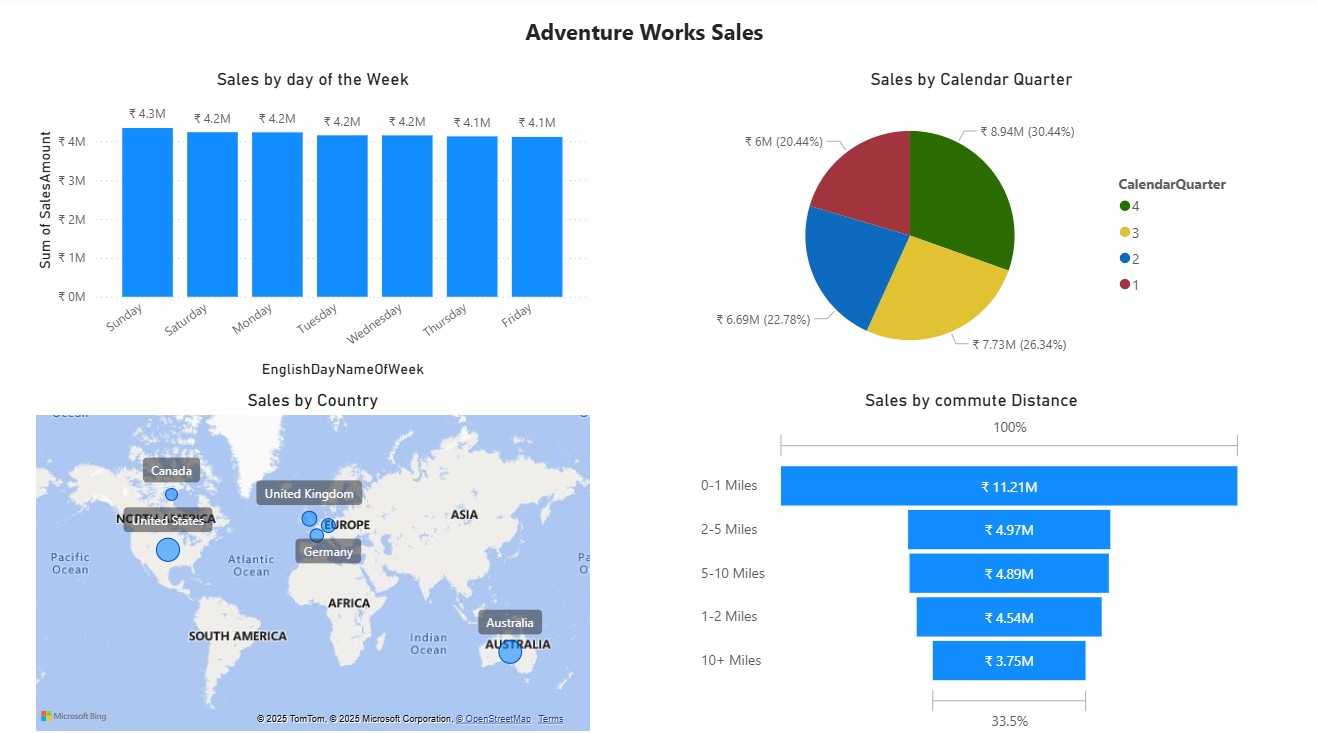 Adventure Works Sales
Sales by day of the Week
Sum of SalesAmount
₹ 4M
₹ 3M
₹ 2M
₹ 1M
₹ 0M
₹ 4.3M
₹ 4.2M
₹ 4.2M
₹ 4.2M
₹ 4.2M
₹ 4.1M
₹ 4.1M
Sunday
Saturday
Monday
Tuesday
Wednesday
Thursday
Friday
EnglishDayNameOfWeek
Sales by Calendar Quarter
₹ 8.94M (30.44%)
₹ 7.73M (26.34%)
₹ 6.69M (22.78%)
₹ 6M (20.44%)
CalendarQuarter
4
3
2
1
Sales by Country
Ocean
Canada
United Kingdom
NORTH AMERICA
United States
EUROPE
ASIA
Germany
Pacific
Ocean
Atlantic
Ocean
Pa
O
AFRICA
Australia
SOUTH AMERICA
Indian
Ocean
AUSTRALIA
Microsoft Bing
© 2025 TomTom, © 2025 Microsoft Corporation, © OpenStreetMap Terms
Sales by commute Distance
100%
0-1 Miles ₹ 11.21M
2-5 Miles ₹ 4.97M
5-10 Miles ₹ 4.89M
1-2 Miles ₹ 4.54M
10+ Miles ₹ 3.75M
33.5%